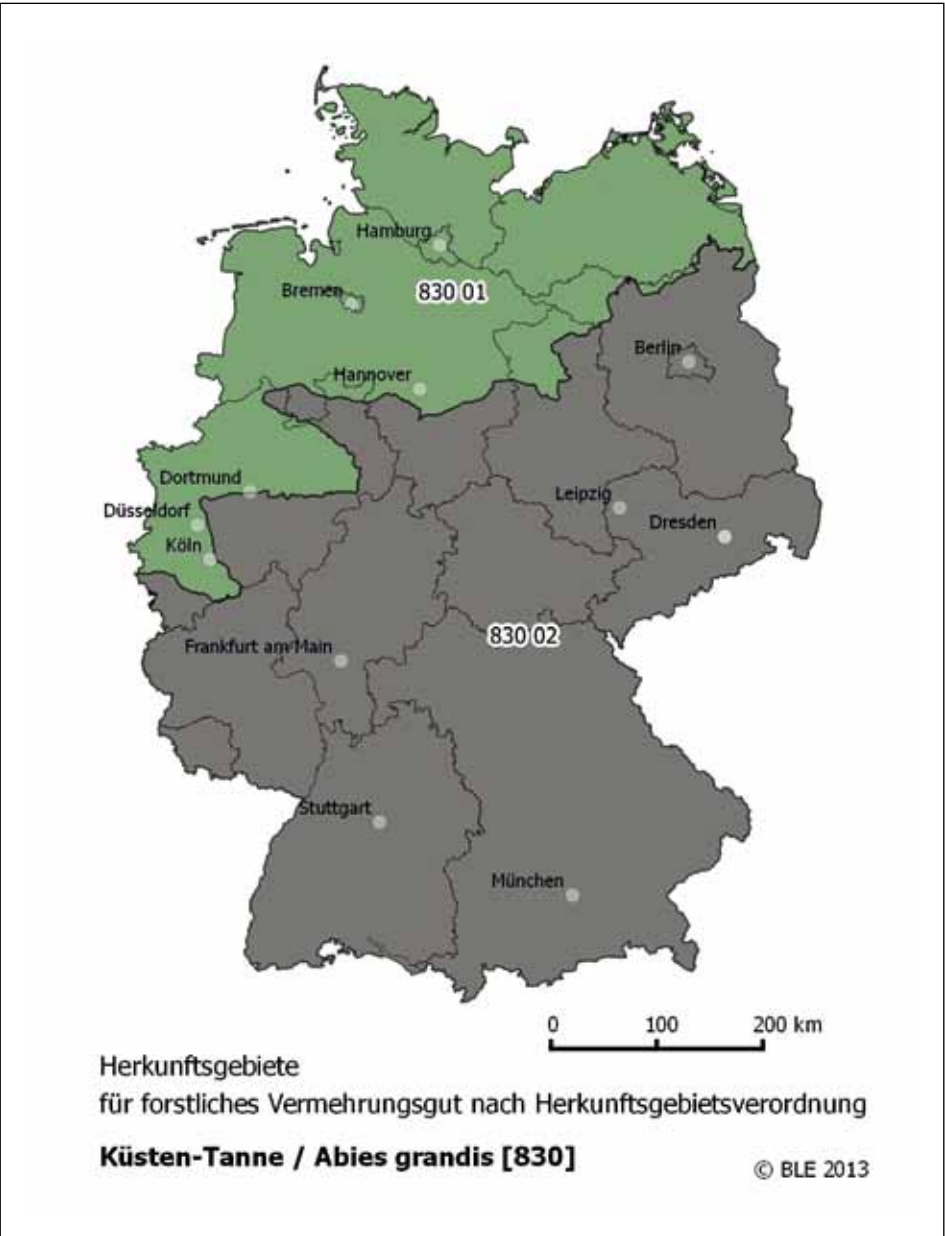 Hamburg
830 01
Bremen
Berlin
Hannover
Dortmund
Leipzig
Düsseldorf
Dresden
Köln
830 02
Frankfurt am Main
Stuttgart
München
0 100 200 km
Herkunftsgebiete
für forstliches Vermehrungsgut nach Herkunftsgebietsverordnung
Küsten-Tanne / Abies grandis [830]
© BLE 2013